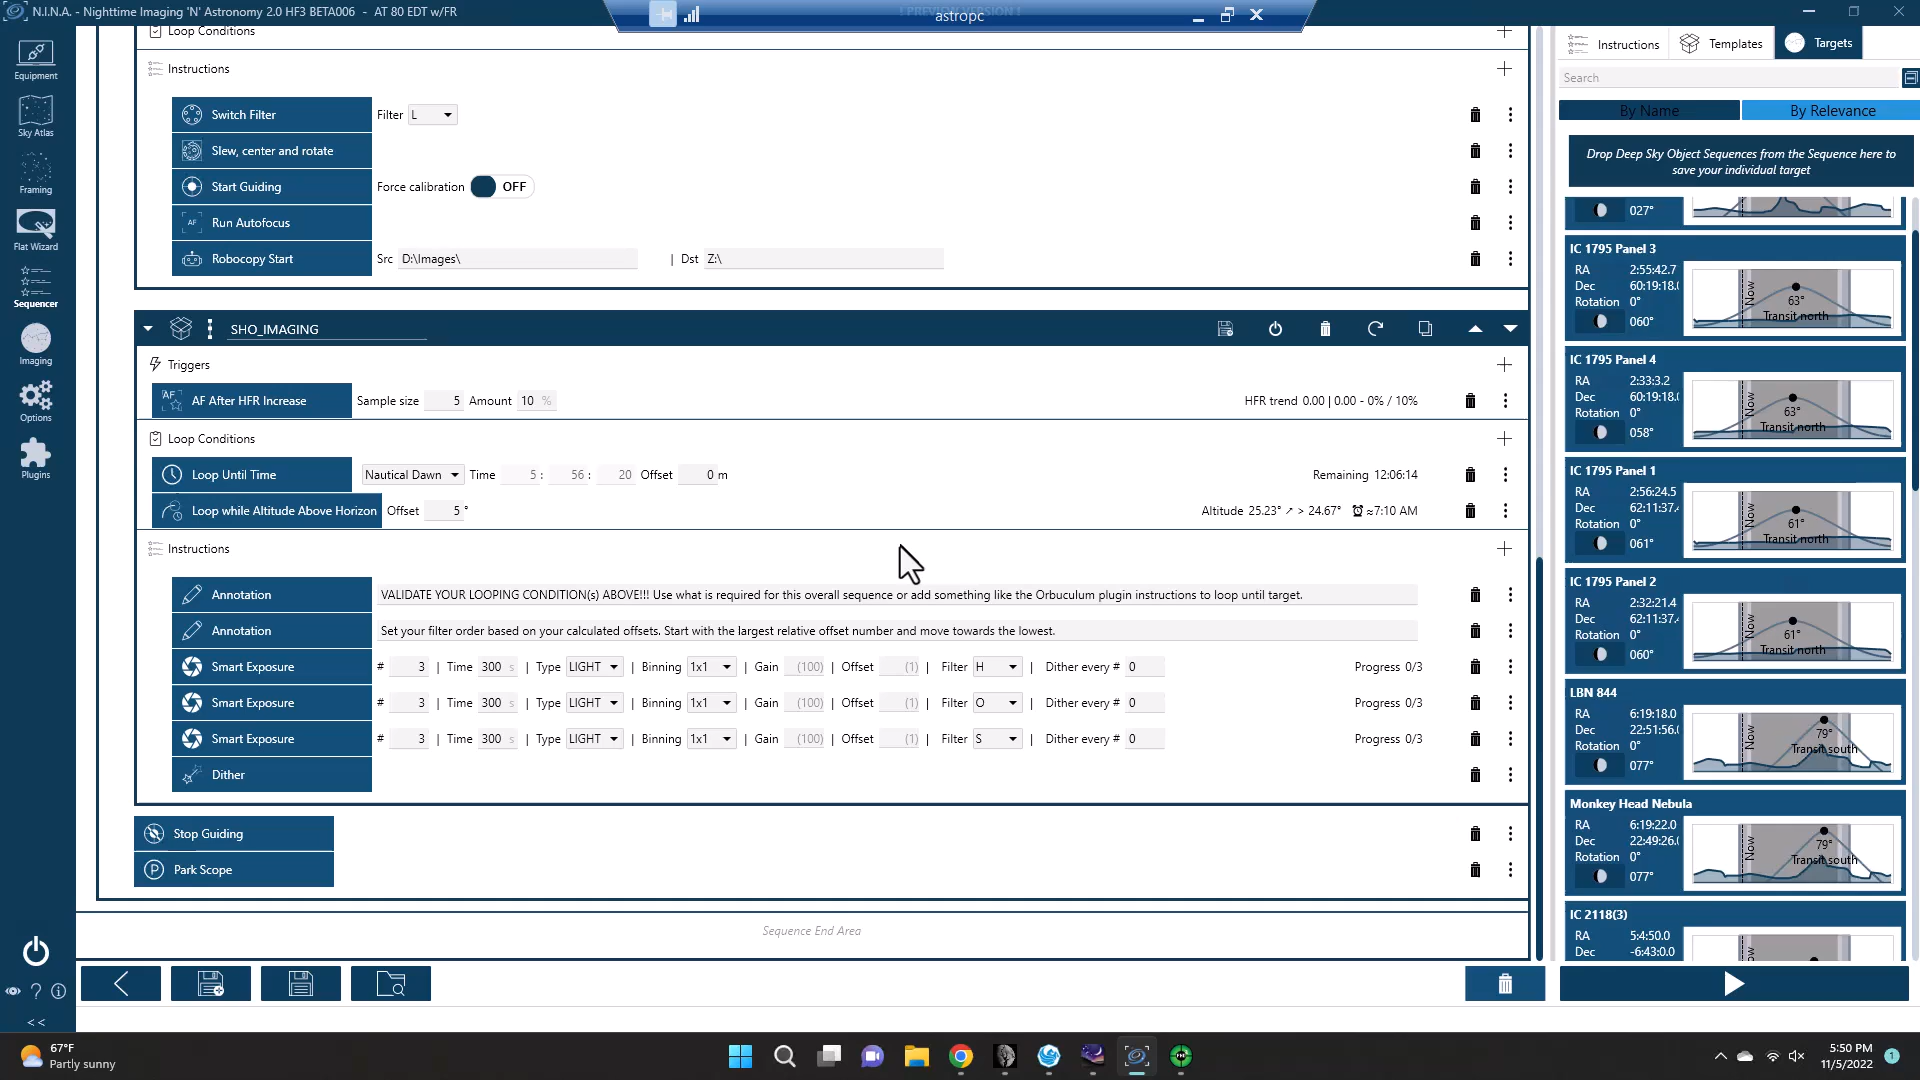 N.I.N.A. - Nighttime Imaging 'N' Astronomy 2.0 HF3 BETA006 - AT 80 EDT w/FR
astropc
Equipment
Sky Atlas
Framing
Flat Wizard
Sequencer
Imaging
Options
Plugins
<<
Loop Conditions
Instructions
Switch Filter Filter L
Slew, center and rotate
Start Guiding Force calibration OFF
AF Run Autofocus
Robocopy Start Src D:\Images\ | Dst Z:\
SHO_IMAGING
Triggers
AF AF After HFR Increase Sample size 5 Amount 10 % HFR trend 0.00 | 0.00 - 0% / 10%
Loop Conditions
Loop Until Time Nautical Dawn Time 5 : 56 : 20 Offset 0 m Remaining 12:06:14
Loop while Altitude Above Horizon Offset 5 ° Altitude 25.23° ↗ > 24.67° ≈7:10 AM
Instructions
Annotation VALIDATE YOUR LOOPING CONDITION(s) ABOVE!!! Use what is required for this overall sequence or add something like the Orbuculum plugin instructions to loop until target.
Annotation Set your filter order based on your calculated offsets. Start with the largest relative offset number and move towards the lowest.
Smart Exposure # 3 | Time 300 s | Type LIGHT | Binning 1x1 | Gain (100) | Offset (1) | Filter H | Dither every # 0 Progress 0/3
Smart Exposure # 3 | Time 300 s | Type LIGHT | Binning 1x1 | Gain (100) | Offset (1) | Filter O | Dither every # 0 Progress 0/3
Smart Exposure # 3 | Time 300 s | Type LIGHT | Binning 1x1 | Gain (100) | Offset (1) | Filter S | Dither every # 0 Progress 0/3
Dither
Stop Guiding
P Park Scope
Sequence End Area
Instructions Templates Targets
Search
By Name By Relevance
Drop Deep Sky Object Sequences from the Sequence here to
save your individual target
027°
IC 1795 Panel 3
RA 2:55:42.7
Dec 60:19:18.
Rotation 0°
060°
Now
63°
Transit north
IC 1795 Panel 4
RA 2:33:3.2
Dec 60:19:18.
Rotation 0°
058°
Now
63°
Transit north
IC 1795 Panel 1
RA 2:56:24.5
Dec 62:11:37.
Rotation 0°
061°
Now
61°
Transit north
IC 1795 Panel 2
RA 2:32:21.4
Dec 62:11:37.
Rotation 0°
060°
Now
61°
Transit north
LBN 844
RA 6:19:18.0
Dec 22:51:56.
Rotation 0°
077°
Now
79°
Transit south
Monkey Head Nebula
RA 6:19:22.0
Dec 22:49:26.
Rotation 0°
077°
Now
79°
Transit south
IC 2118(3)
RA 5:4:50.0
Dec -6:43:0.0
Now
67°F
Partly sunny
5:50 PM
11/5/2022
1